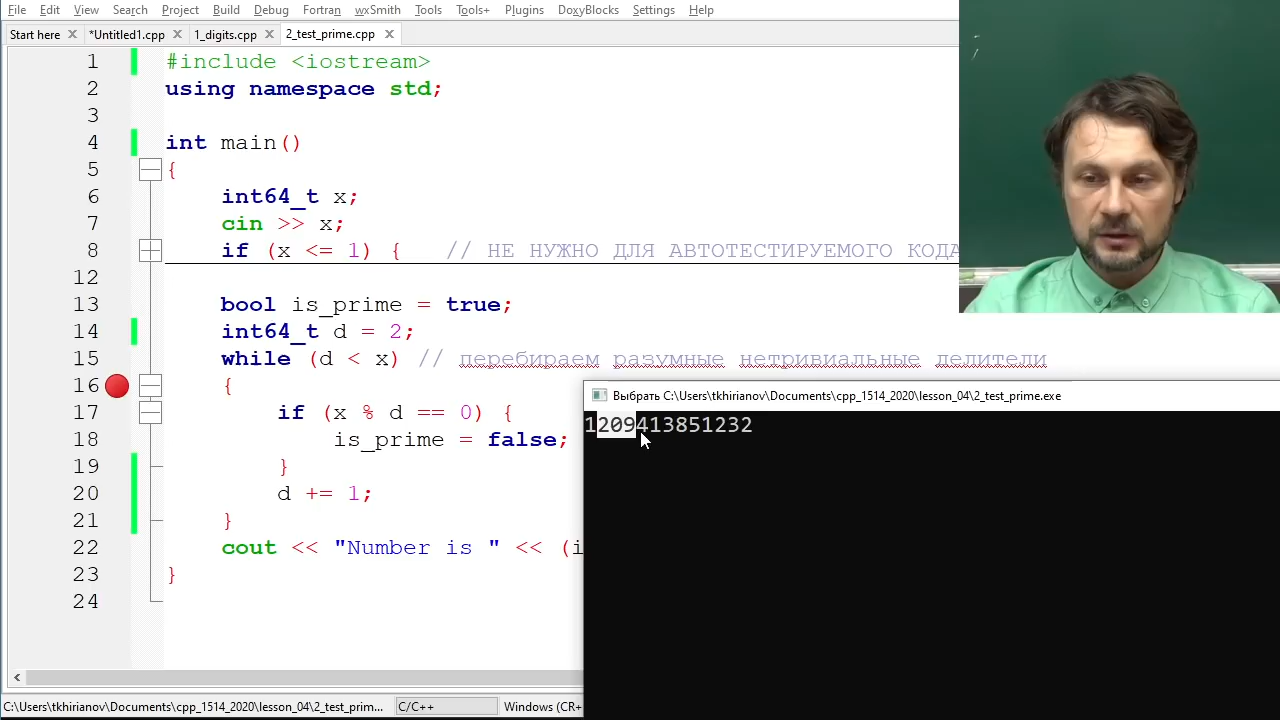 File Edit View Search Project Build Debug Fortran wxSmith Tools Tools+ Plugins DoxyBlocks Settings Help
Start here *Untitled1.cpp 1_digits.cpp 2_test_prime.cpp
1 #include <iostream>
2 using namespace std;
3
4 int main()
5 {
6 int64_t x;
7 cin >> x;
8 if (x <= 1) { // НЕ НУЖНО ДЛЯ АВТОТЕСТИРУЕМОГО КОДА
12
13 bool is_prime = true;
14 int64_t d = 2;
15 while (d < x) // перебираем разумные нетривиальные делители
16 {
17 if (x % d == 0) {
18 is_prime = false;
19 }
20 d += 1;
21 }
22 cout << "Number is " << (i
23 }
24
Выбрать C:\Users\tkhirianov\Documents\cpp_1514_2020\lesson_04\2_test_prime.exe
1209413851232
C:\Users\tkhirianov\Documents\cpp_1514_2020\lesson_04\2_test_prim... C/C++ Windows (CR+